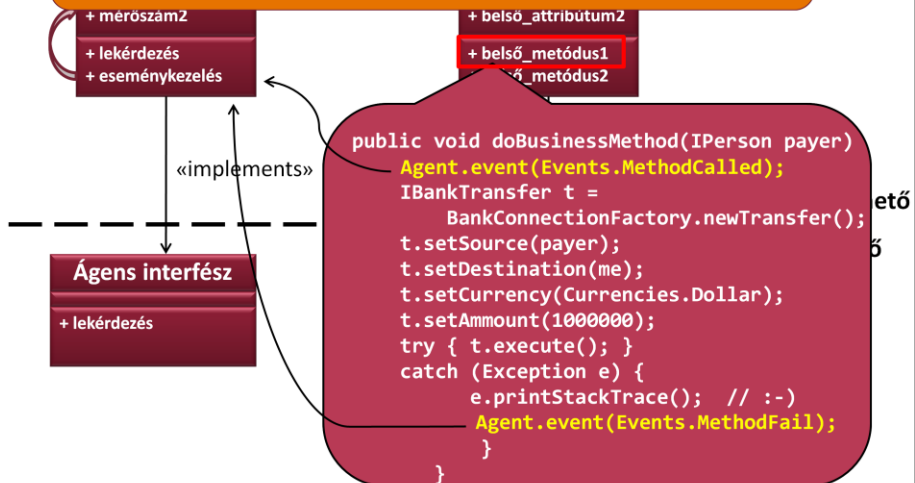 + mérőszám2
+ lekérdezés
+ eseménykezelés
+ belső_attribútum2
+ belső_metódus1
«implements»
Ágens interfész
+ lekérdezés
public void doBusinessMethod(IPerson payer)
Agent.event(Events.MethodCalled);
IBankTransfer t =
BankConnectionFactory.newTransfer();
t.setSource(payer);
t.setDestination(me);
t.setCurrency(Currencies.Dollar);
t.setAmmount(1000000);
try { t.execute(); }
catch (Exception e) {
e.printStackTrace();  // :-)
Agent.event(Events.MethodFail);
}
}